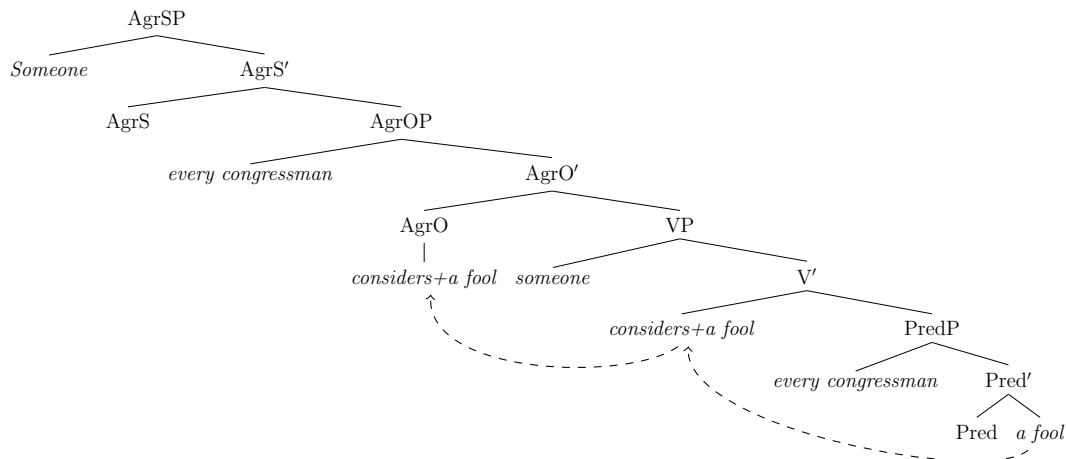 AgrSP
Someone AgrS′
AgrS AgrOP
every congressman AgrO′
AgrO VP
considers+a fool someone V′
considers+a fool PredP
every congressman Pred′
Pred a fool